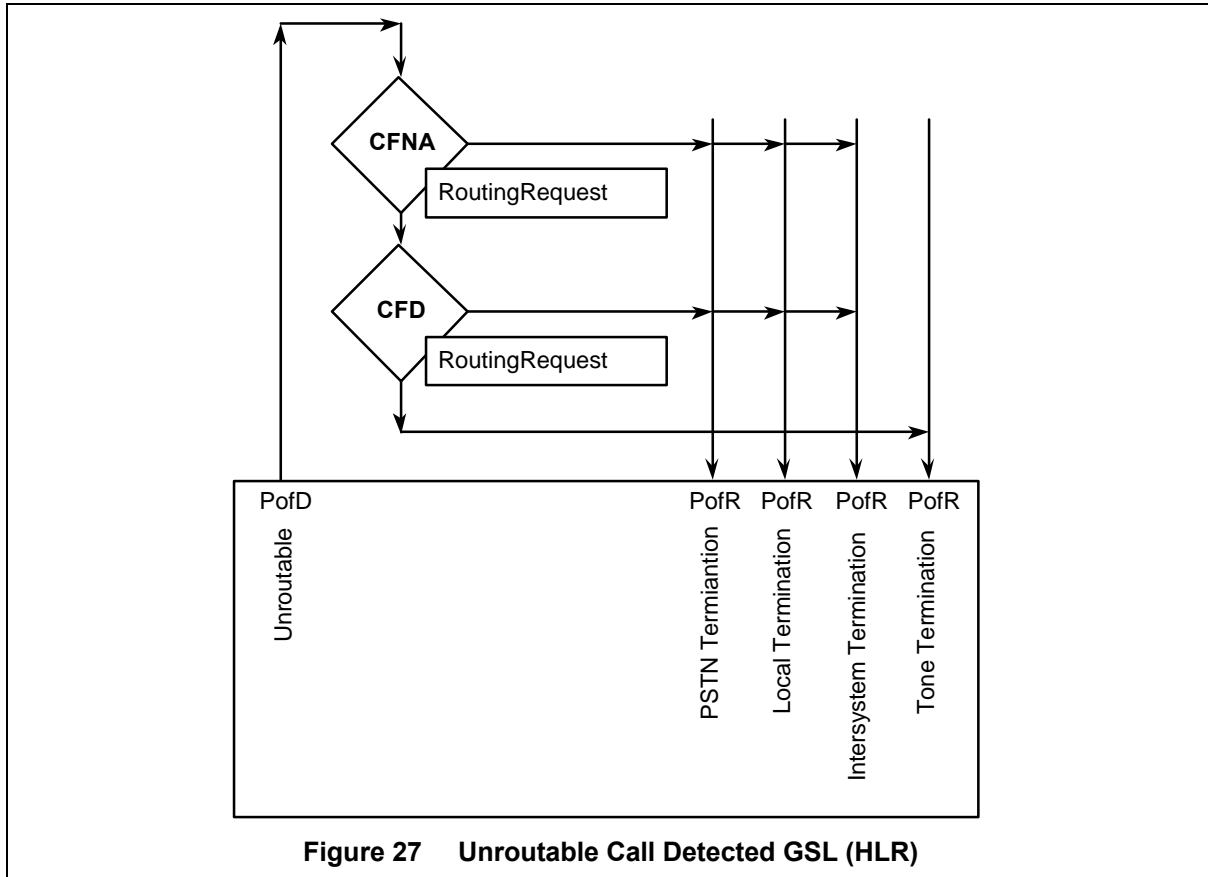 CFNA
RoutingRequest
CFD
RoutingRequest
PofD
PofR
PofR
PofR
PofR
Unroutable
PSTN Termiantion
Local Termination
Intersystem Termination
Tone Termination
Figure 27 Unroutable Call Detected GSL (HLR)